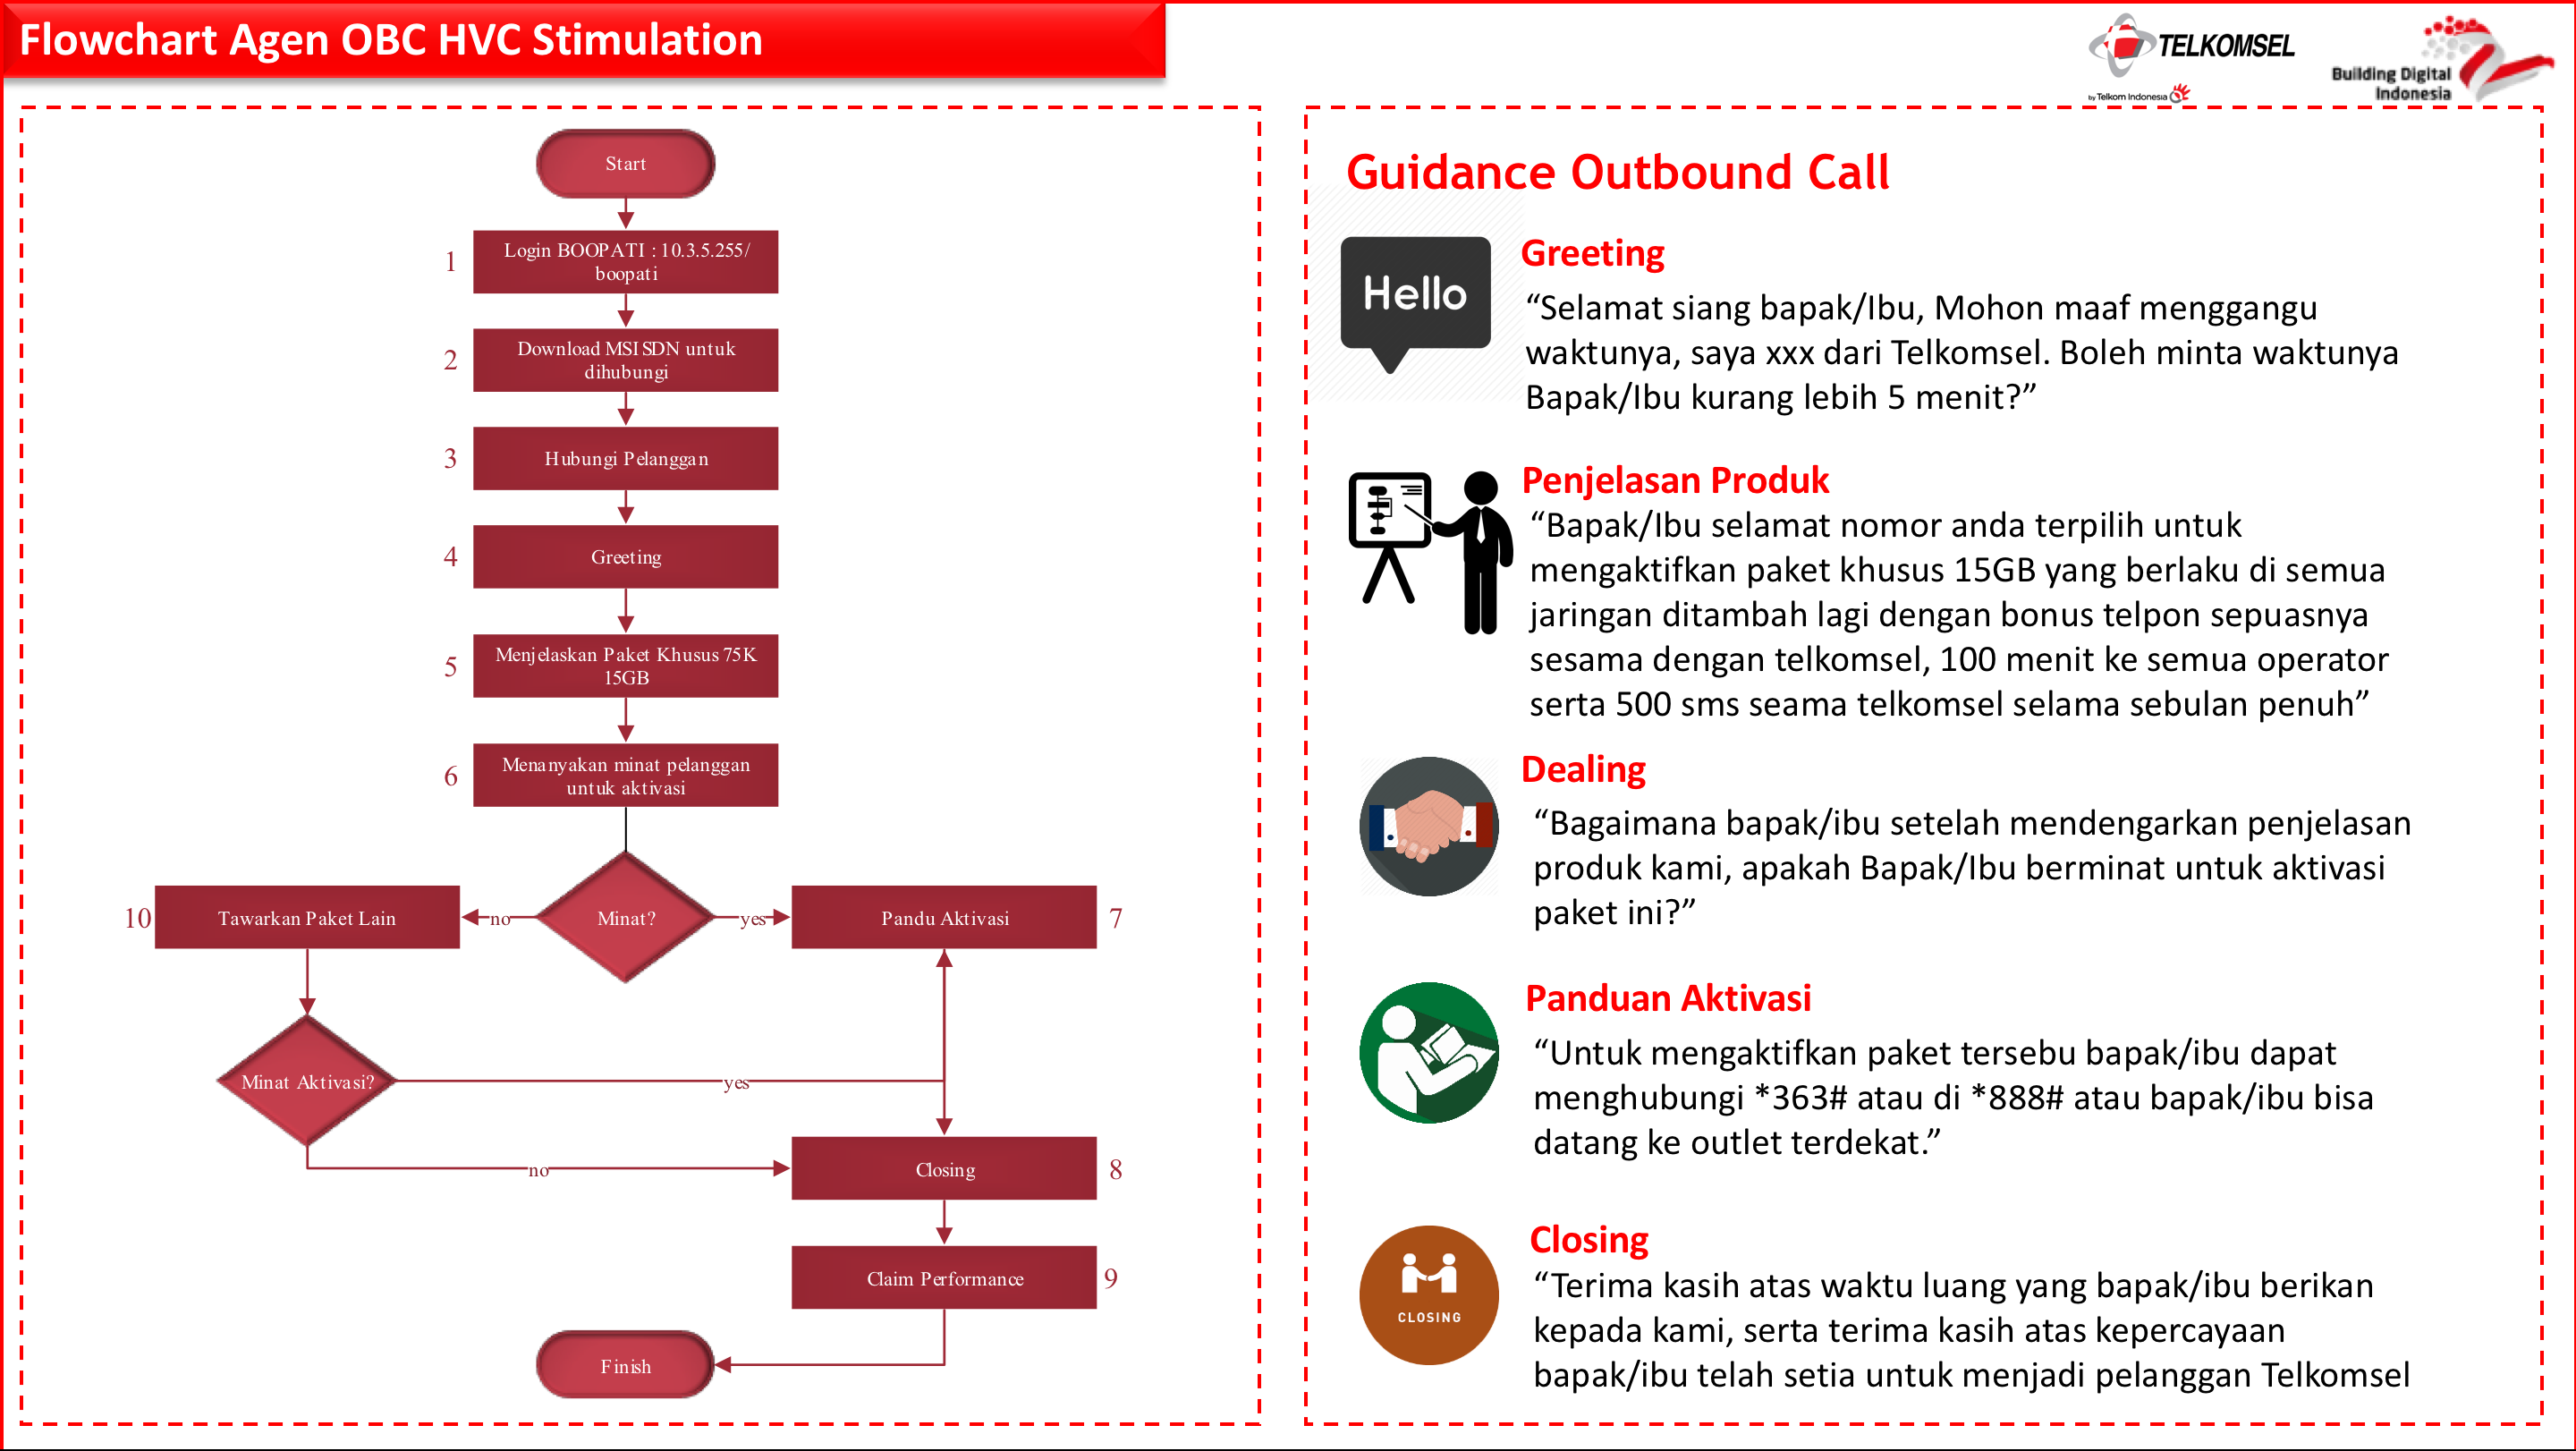 Flowchart Agen OBC HVC Stimulation
TELKOMSEL
by Telkom Indonesia
Building Digital
Indonesia
Start
1
Login BOOPATI : 10.3.5.255/
boopati
2
Download MSISDN untuk
dihubungi
3
Hubungi Pelanggan
4
Greeting
5
Menjelaskan Paket Khusus 75K
15GB
6
Menanyakan minat pelanggan
untuk aktivasi
10
Tawarkan Paket Lain
no
Minat?
yes
Pandu Aktivasi
7
Minat Aktivasi?
yes
no
Closing
8
Claim Performance
9
Finish
Guidance Outbound Call
Hello
Greeting
“Selamat siang bapak/Ibu, Mohon maaf menggangu
waktunya, saya xxx dari Telkomsel. Boleh minta waktunya
Bapak/Ibu kurang lebih 5 menit?”
Penjelasan Produk
“Bapak/Ibu selamat nomor anda terpilih untuk
mengaktifkan paket khusus 15GB yang berlaku di semua
jaringan ditambah lagi dengan bonus telpon sepuasnya
sesama dengan telkomsel, 100 menit ke semua operator
serta 500 sms seama telkomsel selama sebulan penuh”
Dealing
“Bagaimana bapak/ibu setelah mendengarkan penjelasan
produk kami, apakah Bapak/Ibu berminat untuk aktivasi
paket ini?”
Panduan Aktivasi
“Untuk mengaktifkan paket tersebu bapak/ibu dapat
menghubungi *363# atau di *888# atau bapak/ibu bisa
datang ke outlet terdekat.”
CLOSING
Closing
“Terima kasih atas waktu luang yang bapak/ibu berikan
kepada kami, serta terima kasih atas kepercayaan
bapak/ibu telah setia untuk menjadi pelanggan Telkomsel